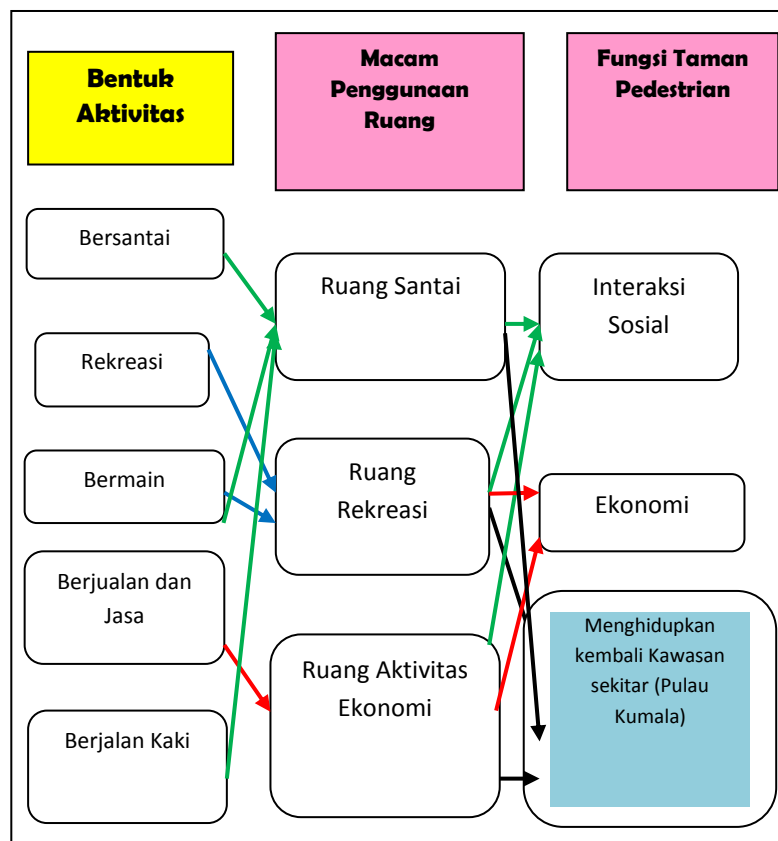 Bentuk
Aktivitas
Macam
Penggunaan
Ruang
Fungsi Taman
Pedestrian
Bersantai
Rekreasi
Bermain
Berjualan dan
Jasa
Berjalan Kaki
Ruang Santai
Ruang
Rekreasi
Ruang Aktivitas
Ekonomi
Interaksi
Sosial
Ekonomi
Menghidupkan
kembali Kawasan
sekitar (Pulau
Kumala)